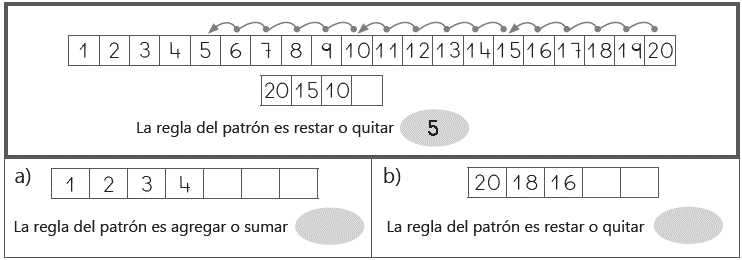 1 2 3 4 5 6 7 8 9 10 11 12 13 14 15 16 17 18 19 20
20 15 10
La regla del patrón es restar o quitar 5
a) 1 2 3 4
La regla del patrón es agregar o sumar
b) 20 18 16
La regla del patrón es restar o quitar